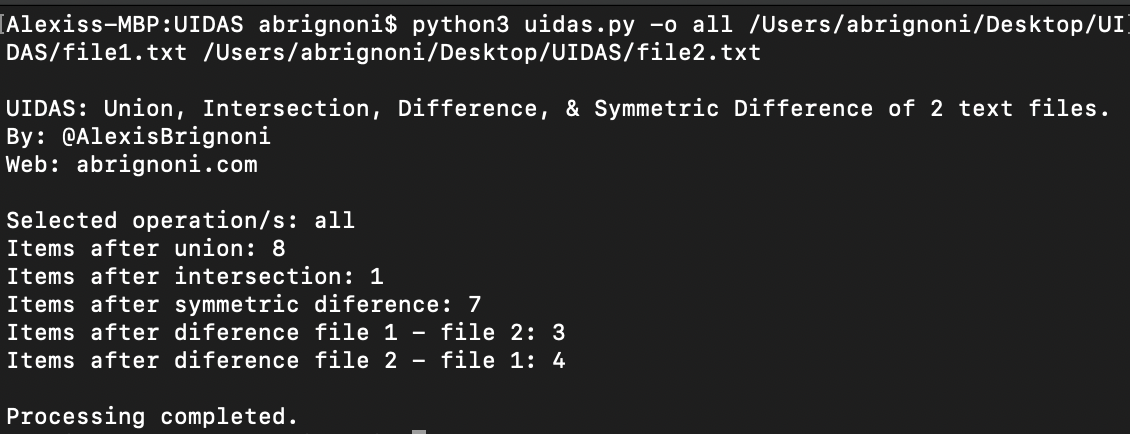 [Alexiss-MBP:UIDAS abrignoni$ python3 uidas.py -o all /Users/abrignoni/Desktop/UI]
DAS/file1.txt /Users/abrignoni/Desktop/UIDAS/file2.txt
UIDAS: Union, Intersection, Difference, & Symmetric Difference of 2 text files.
By: @AlexisBrignoni
Web: abrignoni.com
Selected operation/s: all
Items after union: 8
Items after intersection: 1
Items after symmetric diference: 7
Items after diference file 1 - file 2: 3
Items after diference file 2 - file 1: 4
Processing completed.